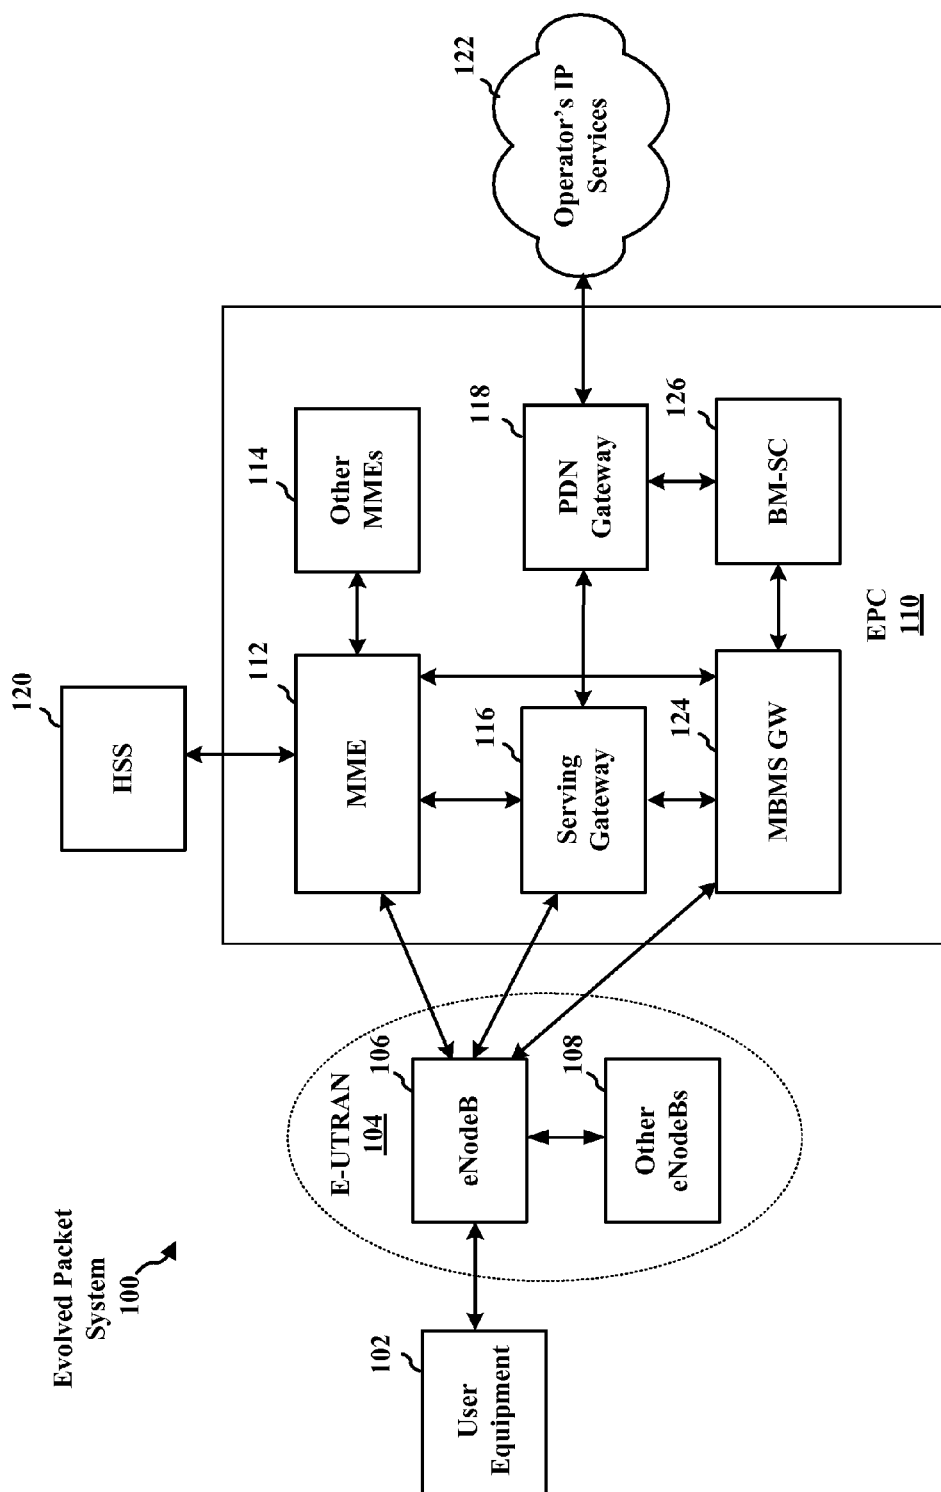 Evolved Packet
System
100
102
User
Equipment
E-UTRAN
104
106
eNodeB
108
Other
eNodeBs
120
HSS
112
MME
114
Other
MMEs
116
Serving
Gateway
118
PDN
Gateway
124
MBMS GW
126
BM-SC
EPC
110
122
Operator's IP
Services